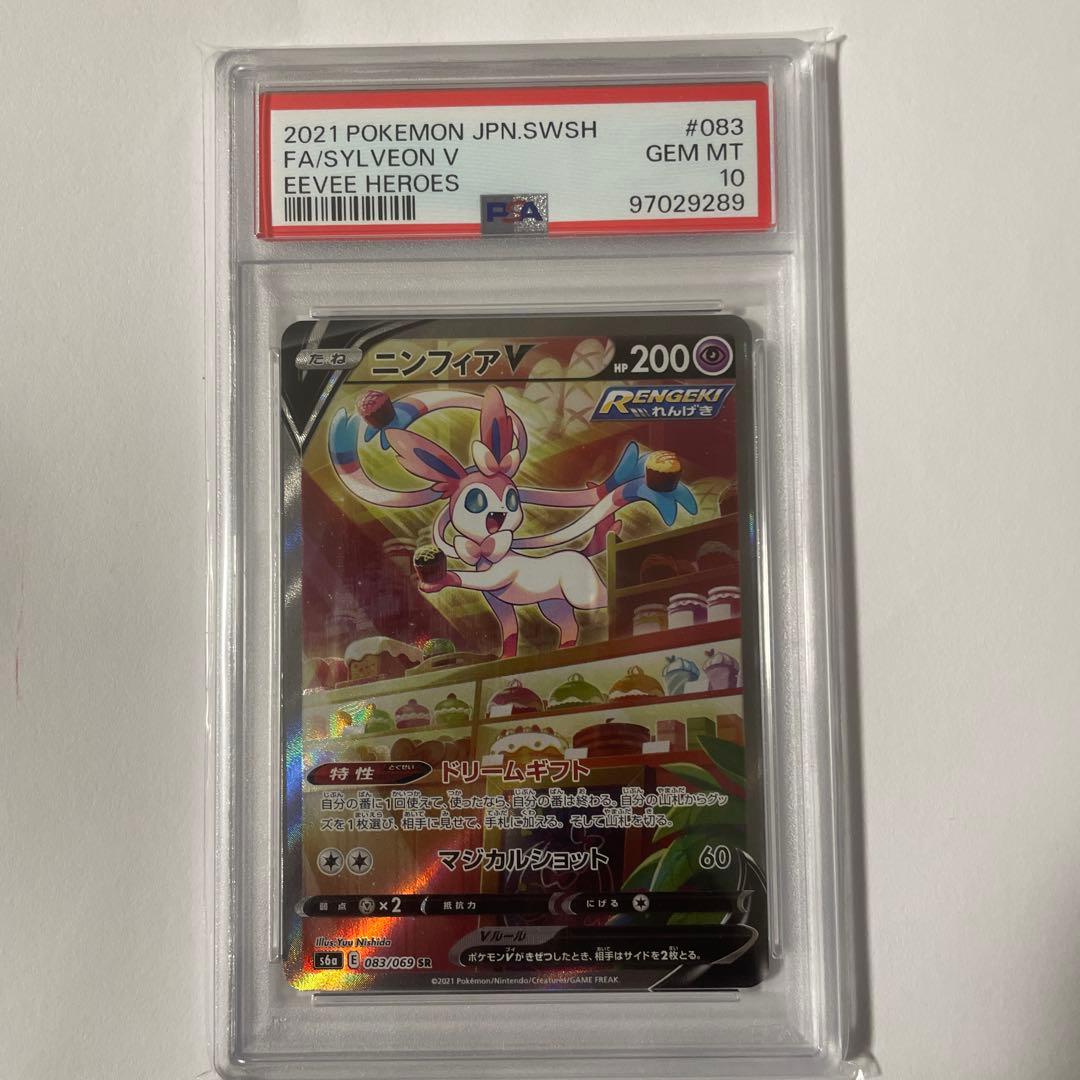 2021 POKEMON JPN.SWSH #083
FA/SYLVEON V GEM MT
EEVEE HEROES 10
PSA 97029289
たね ニンフィアV HP 200
RENGEKI
れんげき
特性 とくせい ドリームギフト
自分の番に1回使えて、使ったなら、自分の番は終わる。自分の山札からグッ
ズを1枚選び、相手に見せて、手札に加える。そして山札を切る。
マジカルショット 60
弱点 ×2 抵抗力 にげる
Illus. Yuu Nishida Vルール
ポケモンVがきぜつしたとき、相手はサイドを2枚とる。
s6a E 083/069 SR
©2021 Pokémon/Nintendo/Creatures/GAME FREAK.